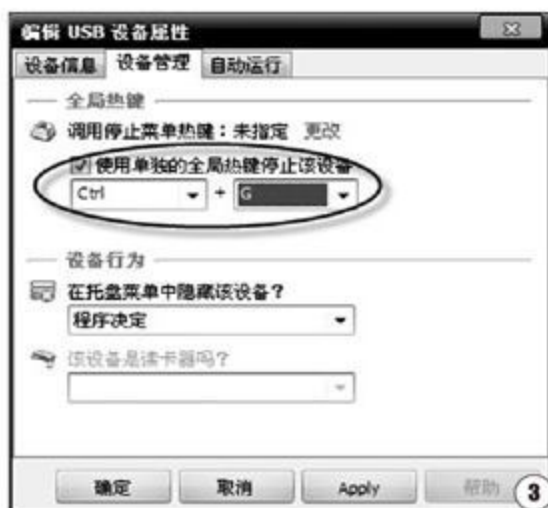 编辑 USB 设备属性
设备信息 设备管理 自动运行
全局热键
调用停止菜单热键：未指定 更改
使用单独的全局热键停止该设备
Ctrl + G
设备行为
在托盘菜单中隐藏该设备？
程序决定
该设备是读卡器吗？
确定 取消 Apply 帮助 3